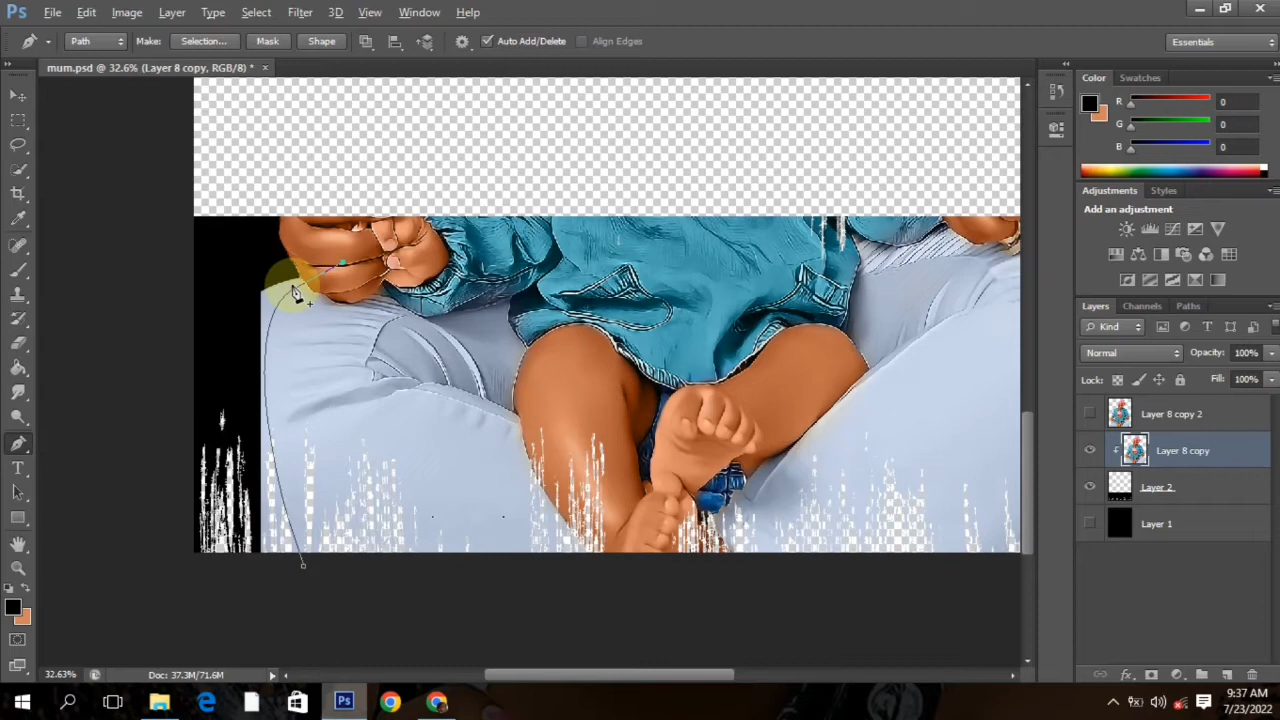 Ps File Edit Image Layer Type Select Filter 3D View Window Help
Path Make: Selection... Mask Shape Auto Add/Delete Align Edges Essentials
mum.psd @ 32.6% (Layer 8 copy, RGB/8) * ×
Color Swatches
R 0
G 0
B 0
Adjustments Styles
Add an adjustment
Layers Channels Paths
Kind
Normal Opacity: 100%
Lock: Fill: 100%
Layer 8 copy 2
Layer 8 copy
Layer 2
Layer 1
32.63% Doc: 37.3M/71.6M
Ps
9:37 AM
7/23/2022